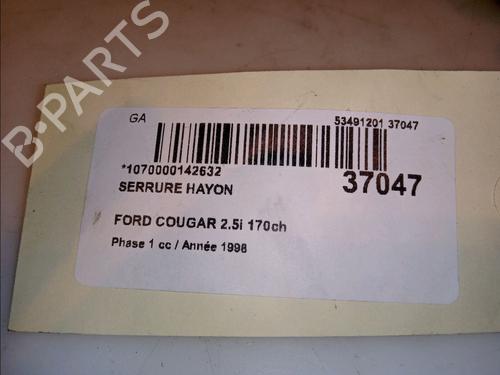 GA
53491201 37047
*1070000142632
37047
SERRURE HAYON
FORD COUGAR 2.5i 170ch
Phase 1 cc / Année 1998
B-PARTS